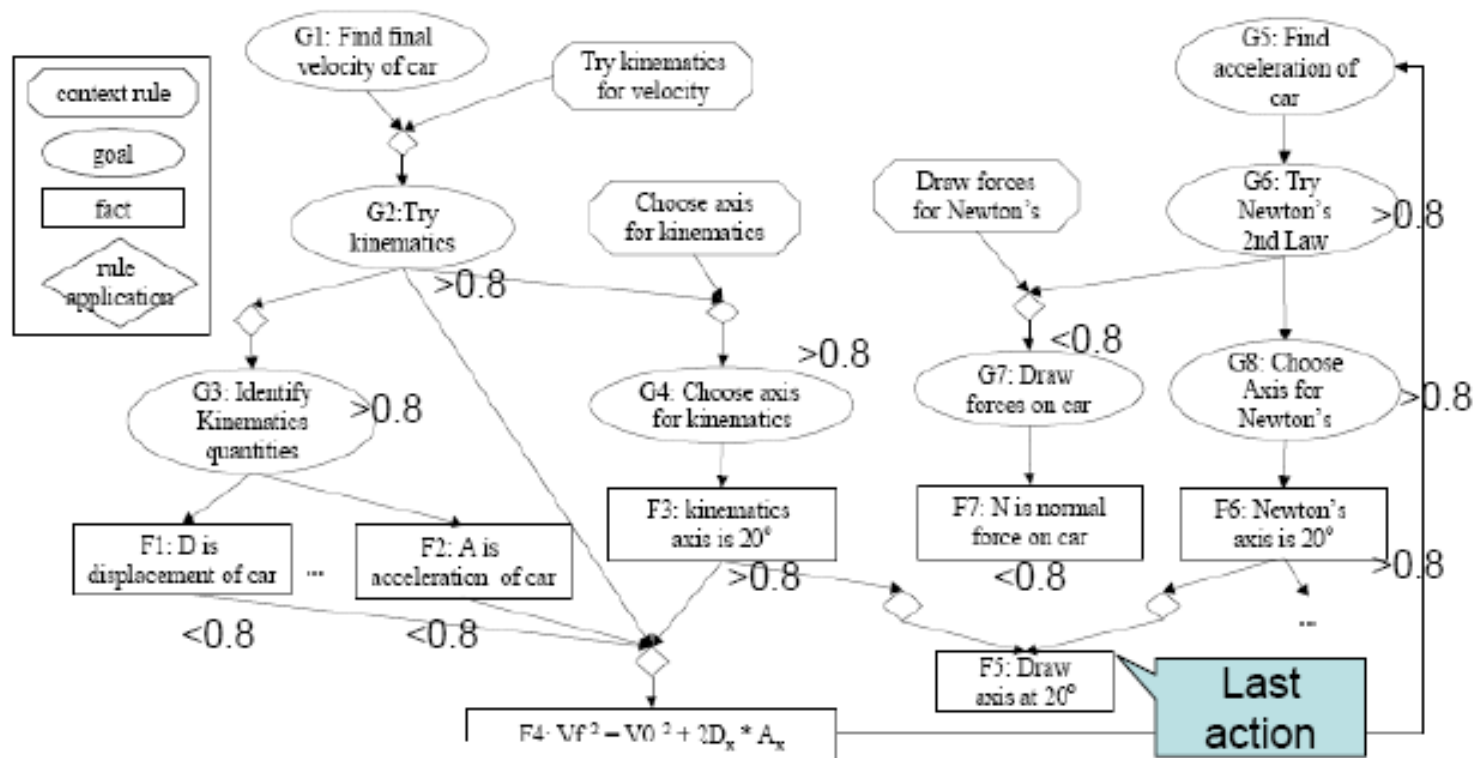 context rule
goal
fact
rule
application
G1: Find final
velocity of car
Try kinematics
for velocity
G5: Find
acceleration of
car
G2:Try
kinematics
>0.8
Choose axis
for kinematics
Draw forces
for Newton's
G6: Try
Newton's
2nd Law
>0.8
G3: Identify
Kinematics
quantities
>0.8
>0.8
G4: Choose axis
for kinematics
<0.8
G7: Draw
forces on car
G8: Choose
Axis for
Newton's
>0.8
F1: D is
displacement of car
...
F2: A is
acceleration of car
F3: kinematics
axis is 20°
F7: N is normal
force on car
F6: Newton's
axis is 20°
<0.8
<0.8
>0.8
<0.8
>0.8
...
F5: Draw
axis at 20°
Last
action
F4: Vf ² = V0 ² + 2Dₓ * Aₓ